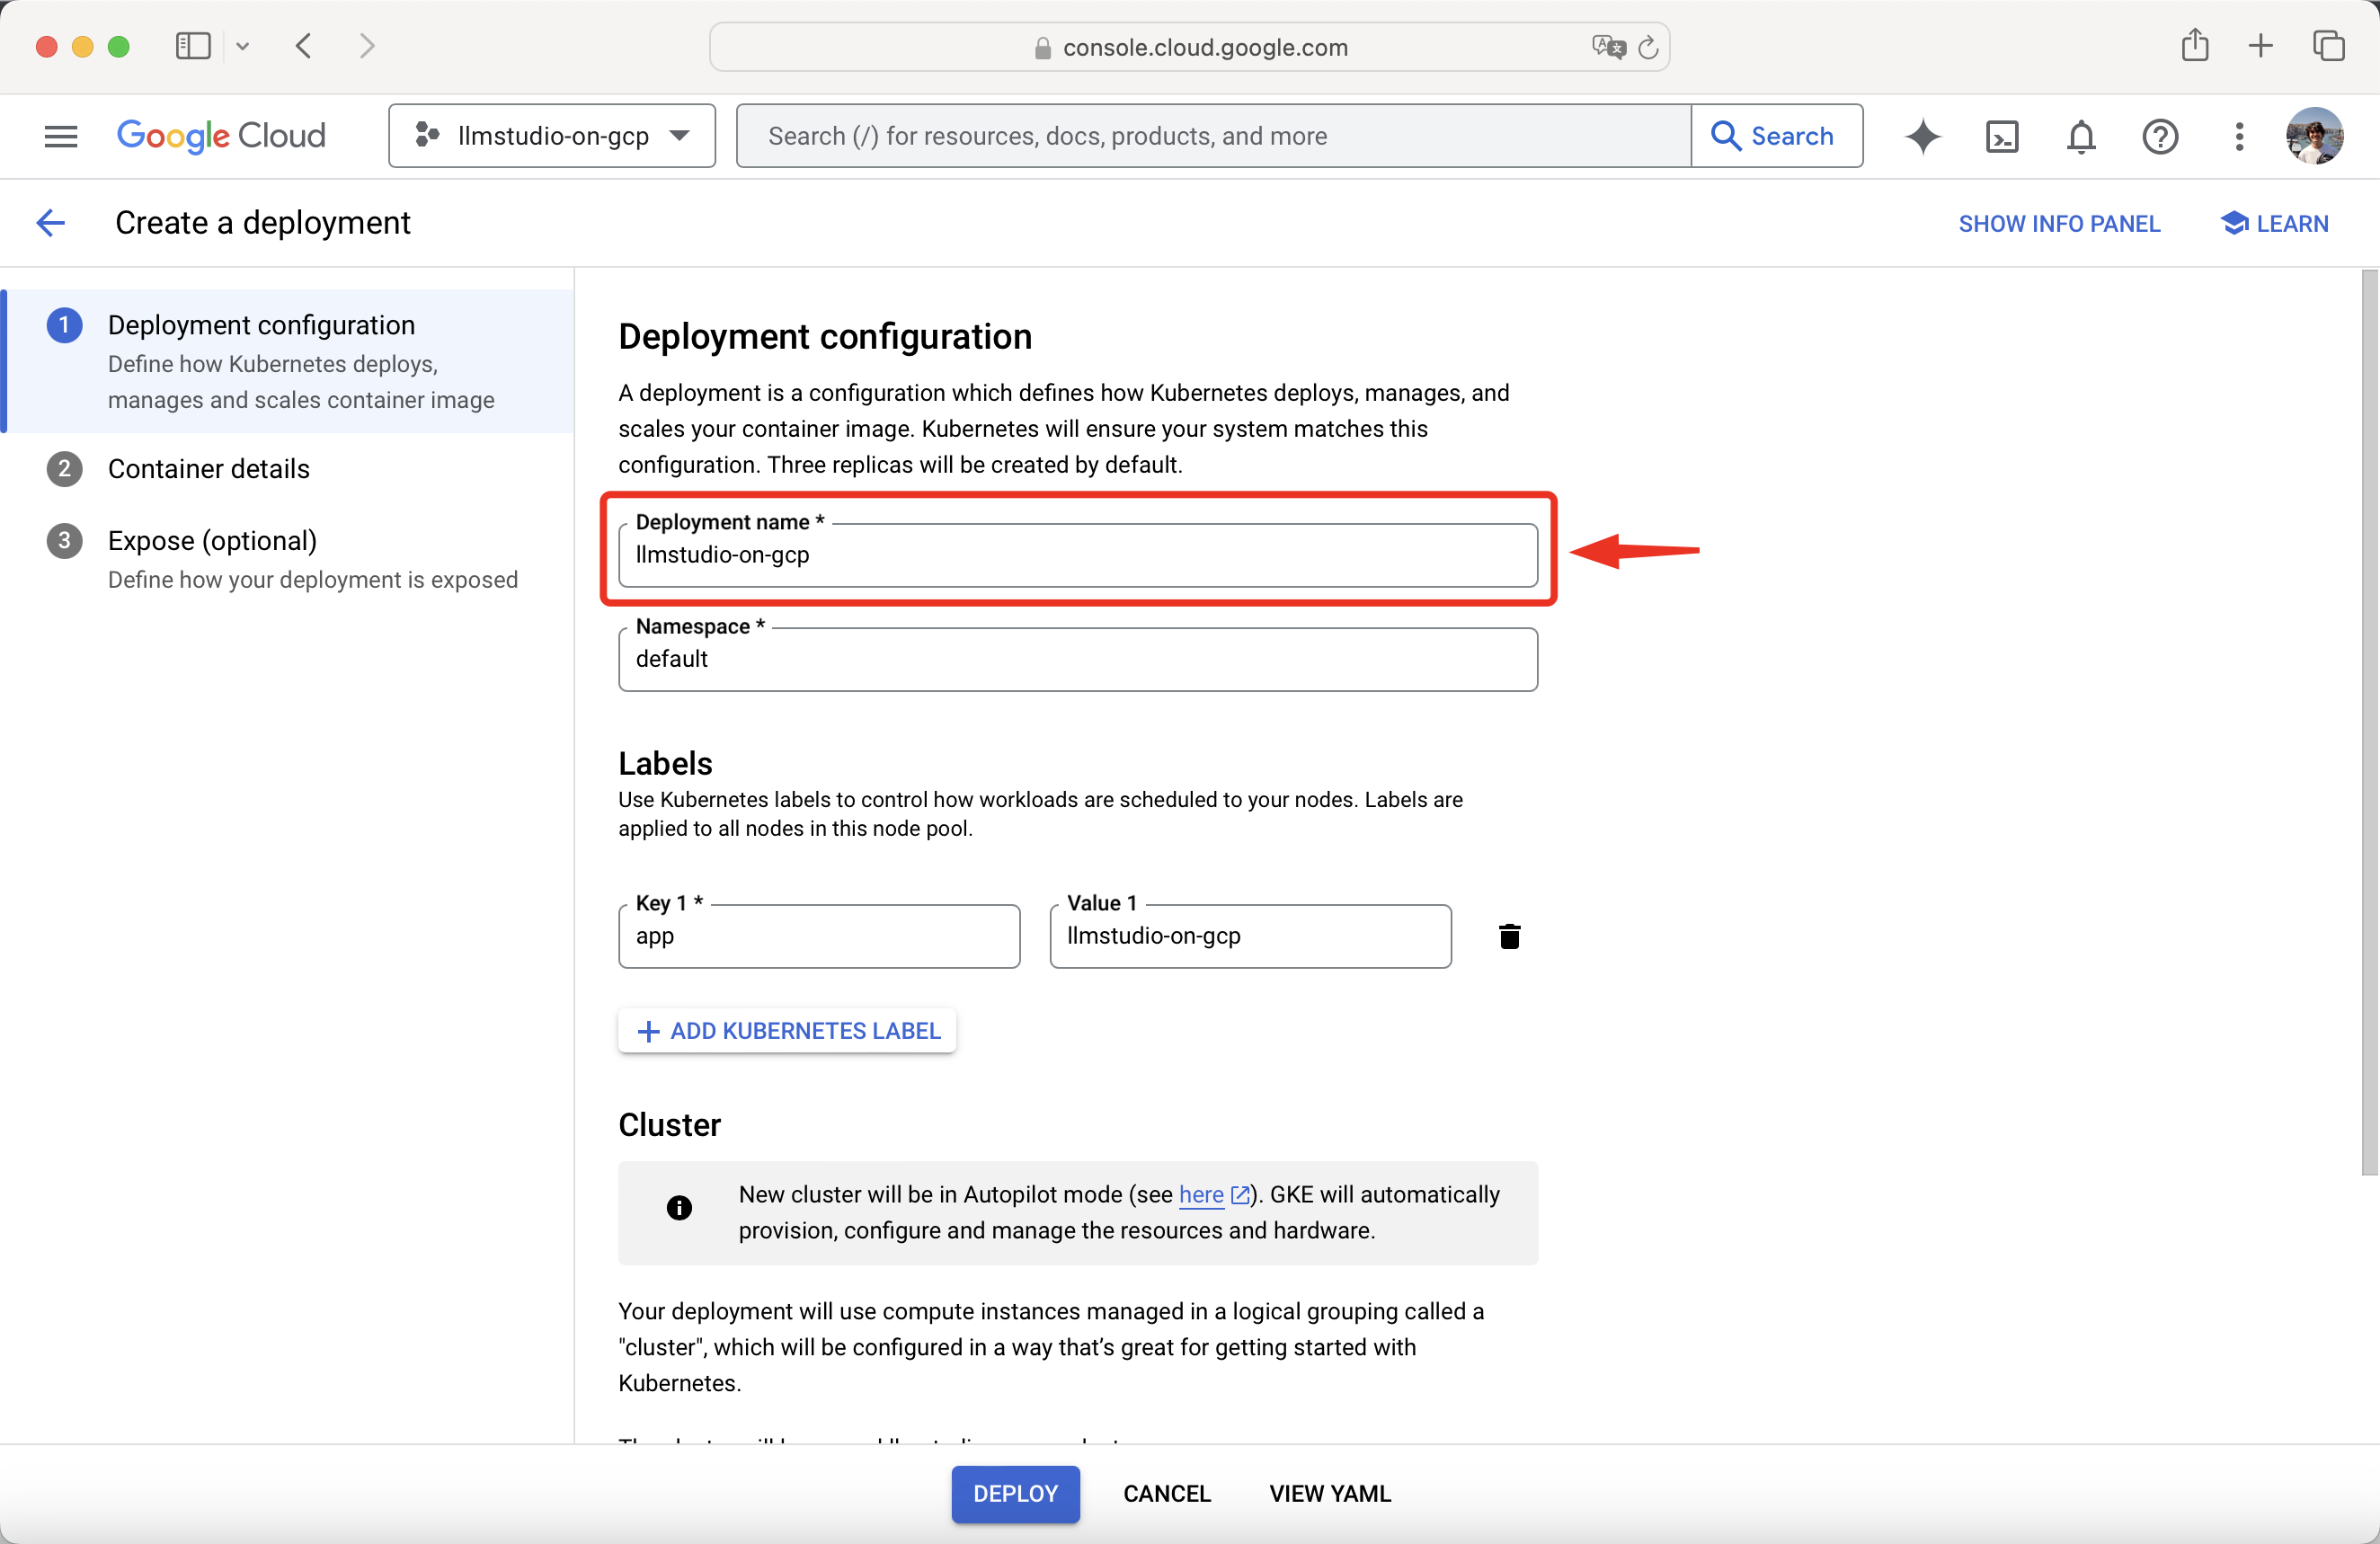 console.cloud.google.com
Google Cloud
llmstudio-on-gcp
Search (/) for resources, docs, products, and more
Search
Create a deployment
SHOW INFO PANEL
LEARN
1
Deployment configuration
Define how Kubernetes deploys,
manages and scales container image
2
Container details
3
Expose (optional)
Define how your deployment is exposed
Deployment configuration
A deployment is a configuration which defines how Kubernetes deploys, manages, and
scales your container image. Kubernetes will ensure your system matches this
configuration. Three replicas will be created by default.
Deployment name *
llmstudio-on-gcp
Namespace *
default
Labels
Use Kubernetes labels to control how workloads are scheduled to your nodes. Labels are
applied to all nodes in this node pool.
Key 1 *
app
Value 1
llmstudio-on-gcp
ADD KUBERNETES LABEL
Cluster
New cluster will be in Autopilot mode (see here). GKE will automatically
provision, configure and manage the resources and hardware.
Your deployment will use compute instances managed in a logical grouping called a
"cluster", which will be configured in a way that’s great for getting started with
Kubernetes.
DEPLOY
CANCEL
VIEW YAML